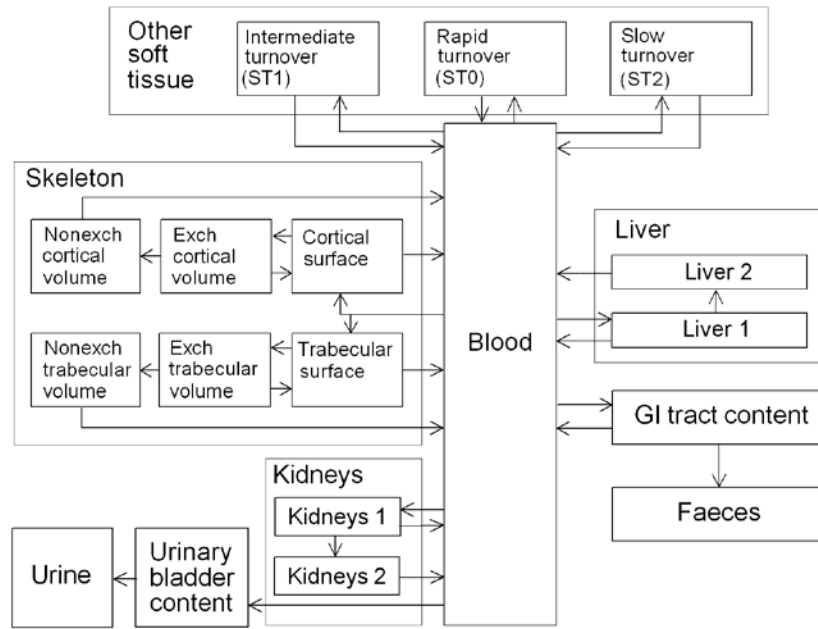 Other
soft
tissue
Intermediate
turnover
(ST1)
Rapid
turnover
(ST0)
Slow
turnover
(ST2)
Skeleton
Nonexch
cortical
volume
Exch
cortical
volume
Cortical
surface
Nonexch
trabecular
volume
Exch
trabecular
volume
Trabecular
surface
Blood
Liver
Liver 2
Liver 1
GI tract content
Faeces
Kidneys
Kidneys 1
Kidneys 2
Urinary
bladder
content
Urine